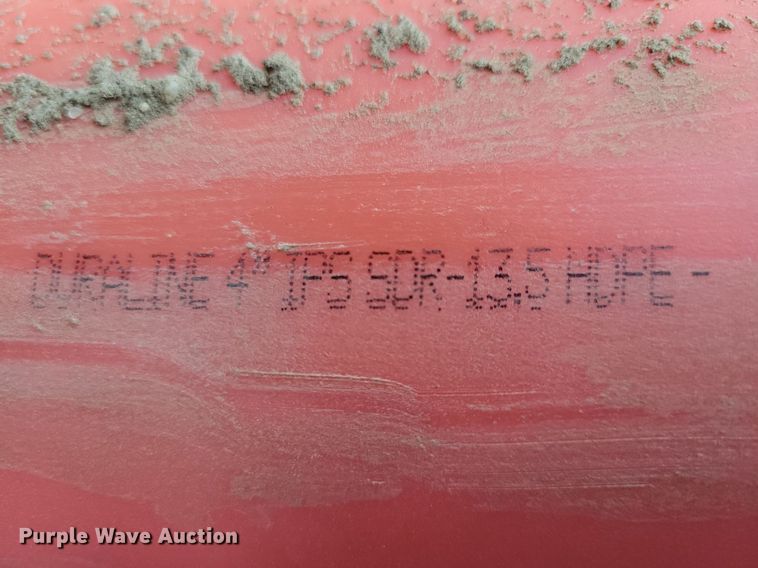 DURALINE 4" IPS SDR-13.5 HDPE -
Purple Wave Auction